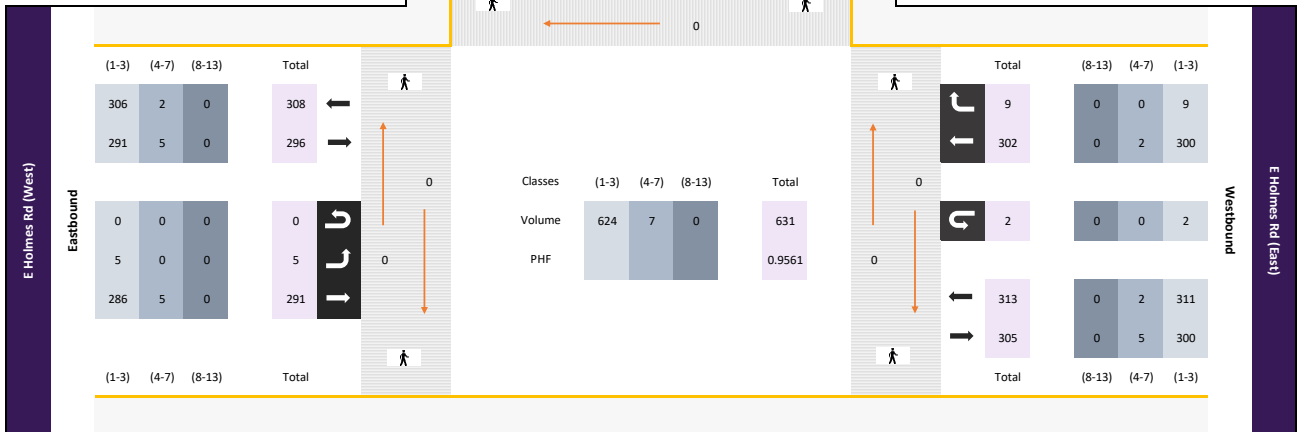 0
(1-3) (4-7) (8-13) Total
306 2 0 308
291 5 0 296
0 0 0 0
5 0 0 5
286 5 0 291
(1-3) (4-7) (8-13) Total
E Holmes Rd (West)
Eastbound
0
0
Classes (1-3) (4-7) (8-13) Total
Volume 624 7 0 631
PHF 0.9561
0
0
Total (8-13) (4-7) (1-3)
9 0 0 9
302 0 2 300
2 0 0 2
313 0 2 311
305 0 5 300
Total (8-13) (4-7) (1-3)
Westbound
E Holmes Rd (East)